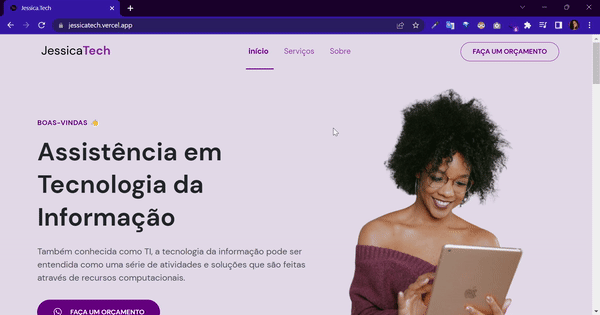 Jessica.Tech
jessicatech.vercel.app
JessicaTech
início
Serviços
Sobre
FAÇA UM ORÇAMENTO
BOAS-VINDAS 👋
Assistência em
Tecnologia da
Informação
Também conhecida como TI, a tecnologia da informação pode ser
entendida como uma série de atividades e soluções que são feitas
através de recursos computacionais.
FAÇA UM ORÇAMENTO